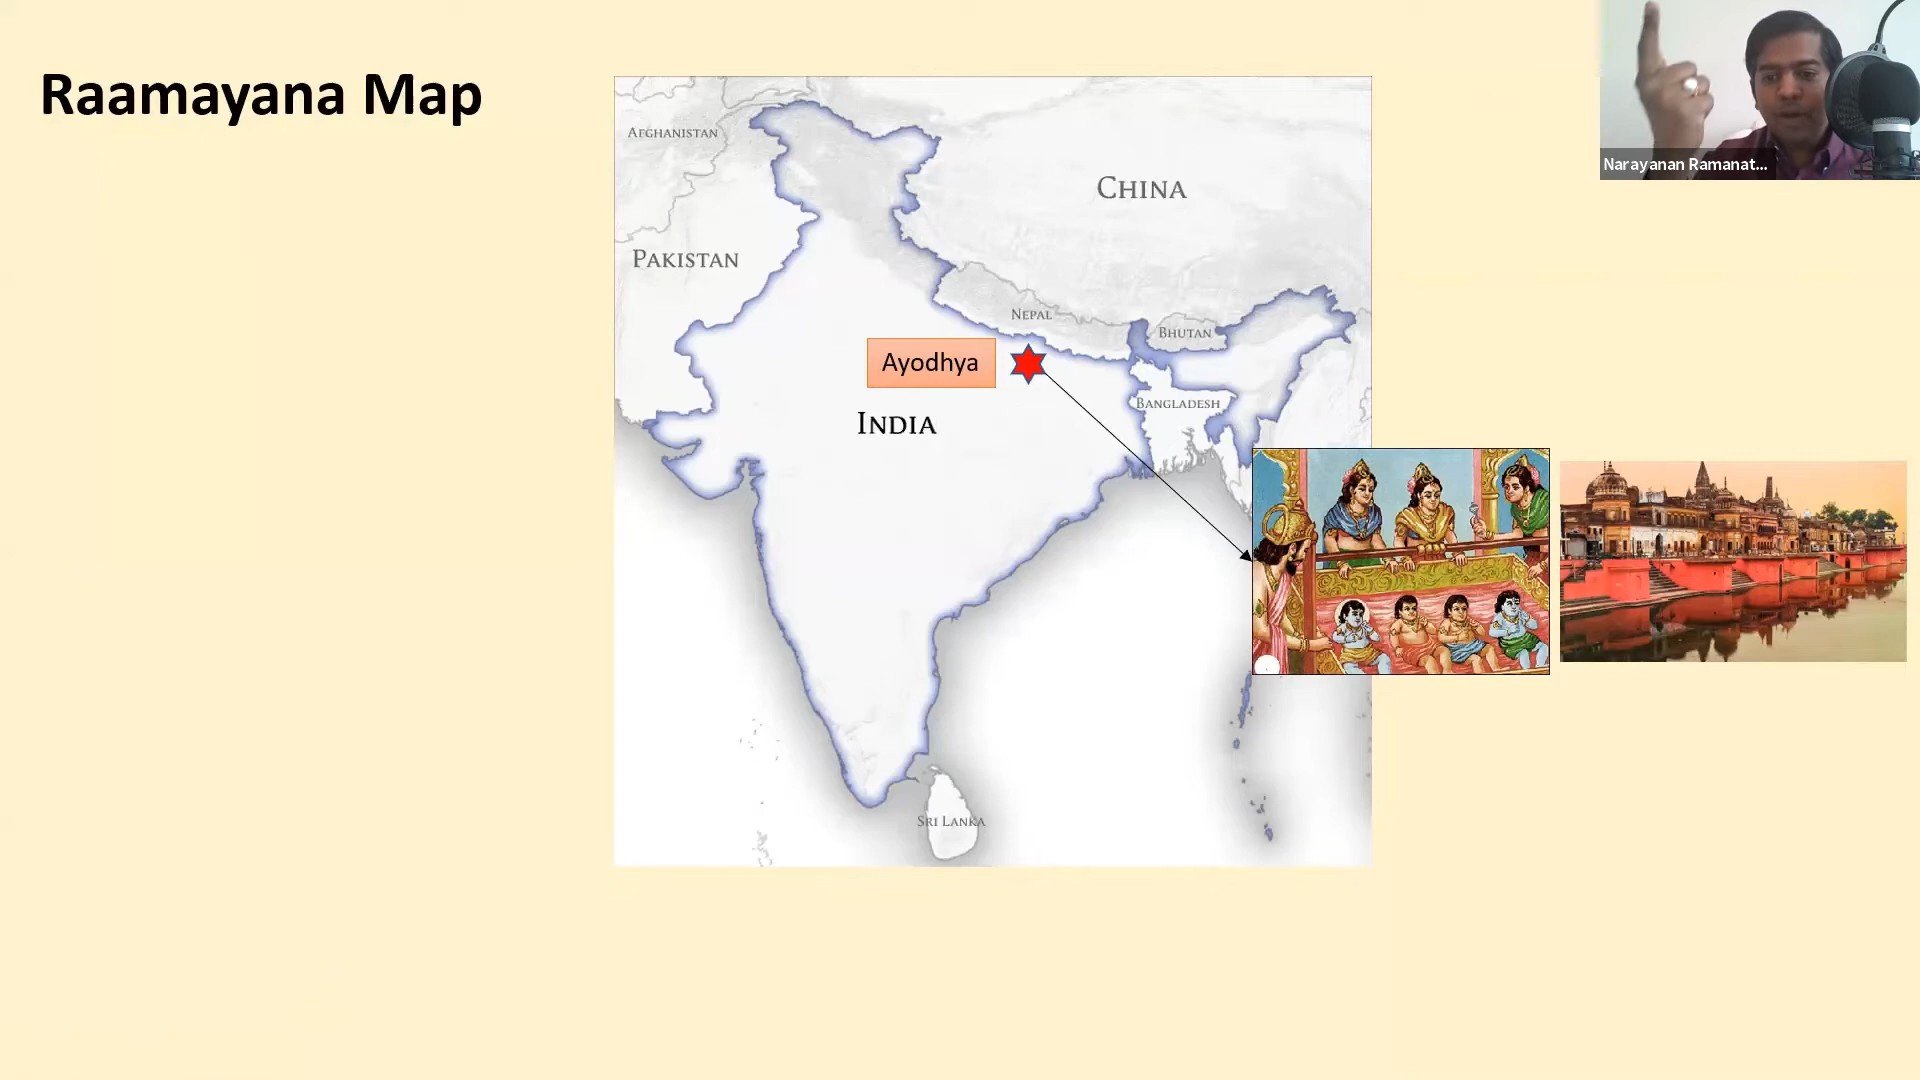 Raamayana Map
Narayanan Ramanat...
AFGHANISTAN
CHINA
PAKISTAN
NEPAL
BHUTAN
Ayodhya
BANGLADESH
INDIA
SRI LANKA